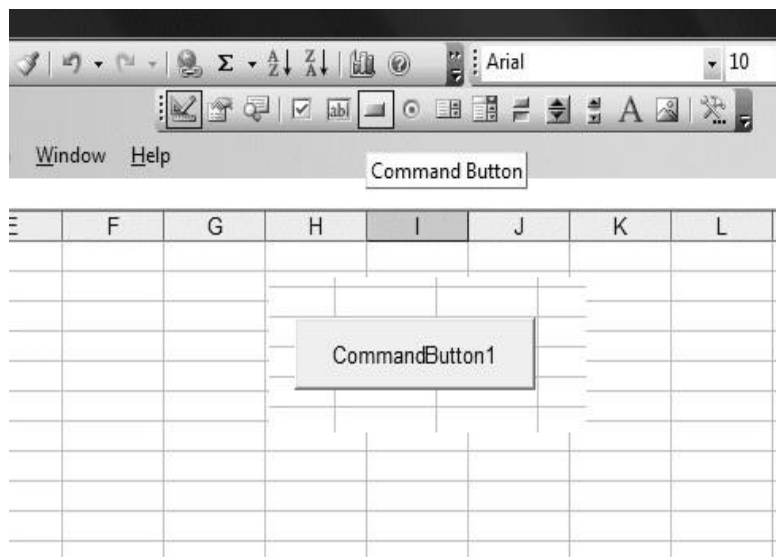 Arial 10
Window Help
Command Button
E F G H I J K L
CommandButton1